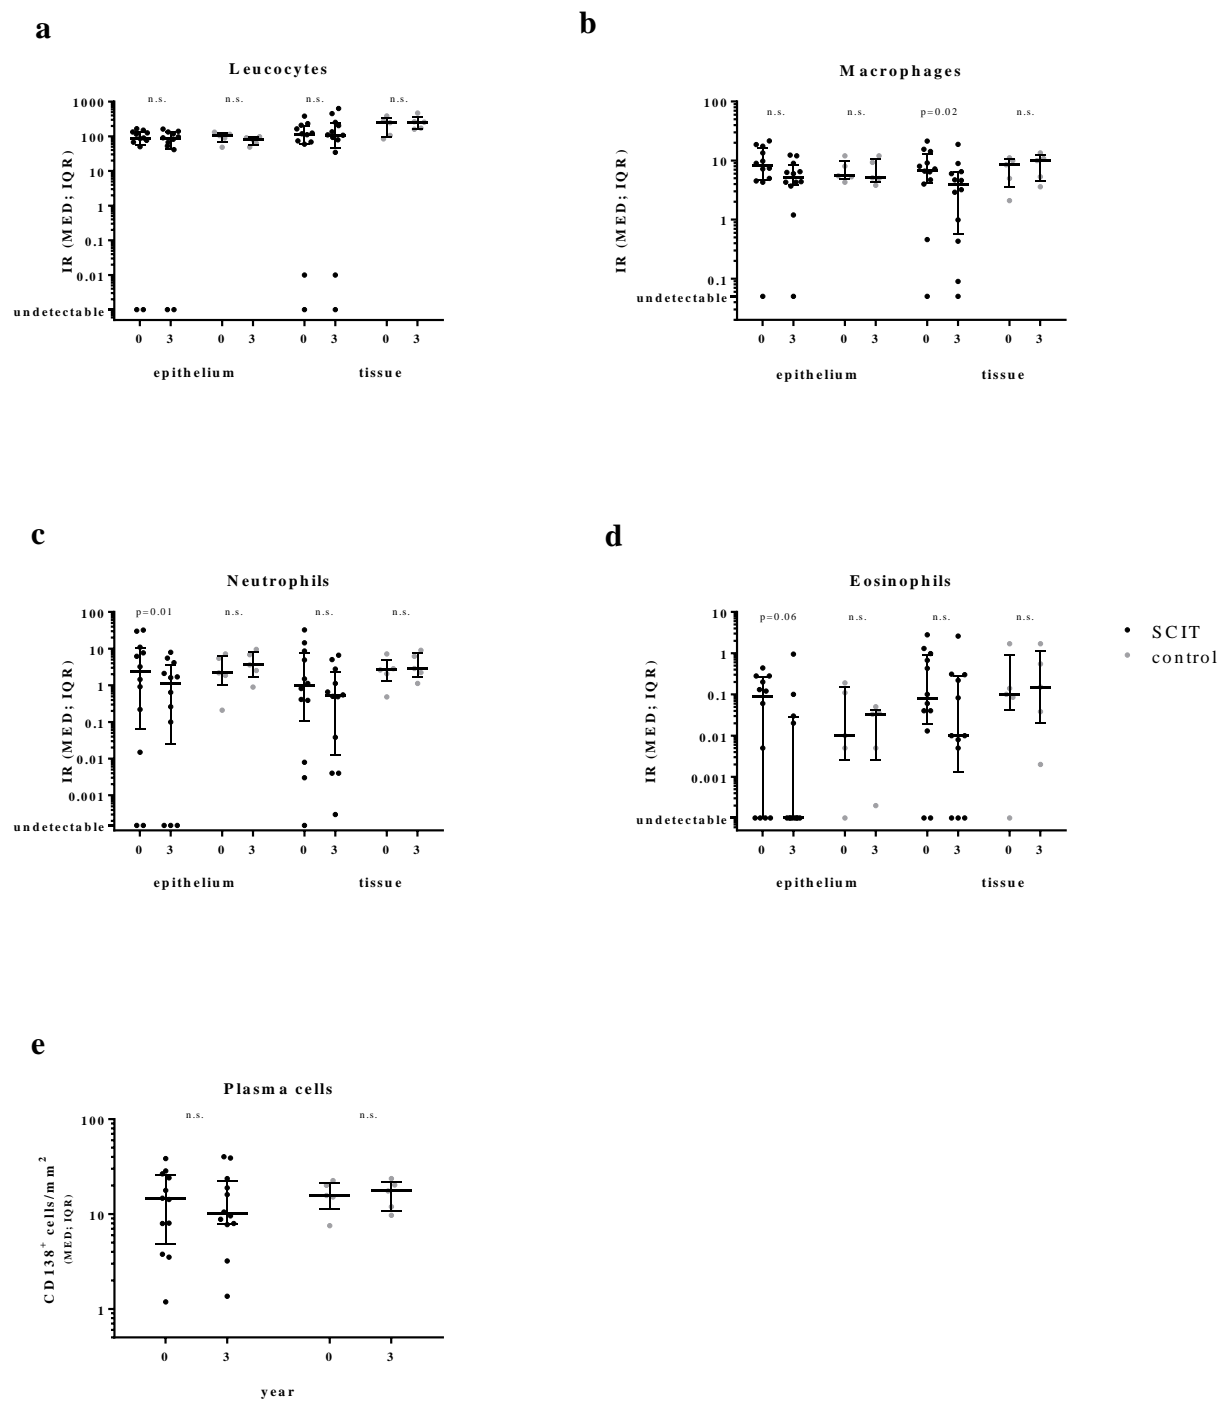 a
Leucocytes
n.s. n.s. n.s. n.s.
IR (MED; IQR)
1000
100
10
1
0.1
0.01
undetectable
0 3 0 3 0 3 0 3
epithelium tissue
b
Macrophages
n.s. n.s. p=0.02 n.s.
IR (MED; IQR)
100
10
1
0.1
undetectable
0 3 0 3 0 3 0 3
epithelium tissue
c
Neutrophils
p=0.01 n.s. n.s. n.s.
IR (MED; IQR)
100
10
1
0.1
0.01
0.001
undetectable
0 3 0 3 0 3 0 3
epithelium tissue
d
Eosinophils
p=0.06 n.s. n.s. n.s.
IR (MED; IQR)
10
1
0.1
0.01
0.001
undetectable
0 3 0 3 0 3 0 3
epithelium tissue
SCIT
control
e
Plasma cells
n.s. n.s.
CD138⁺ cells/mm²
(MED; IQR)
100
10
1
0 3 0 3
year